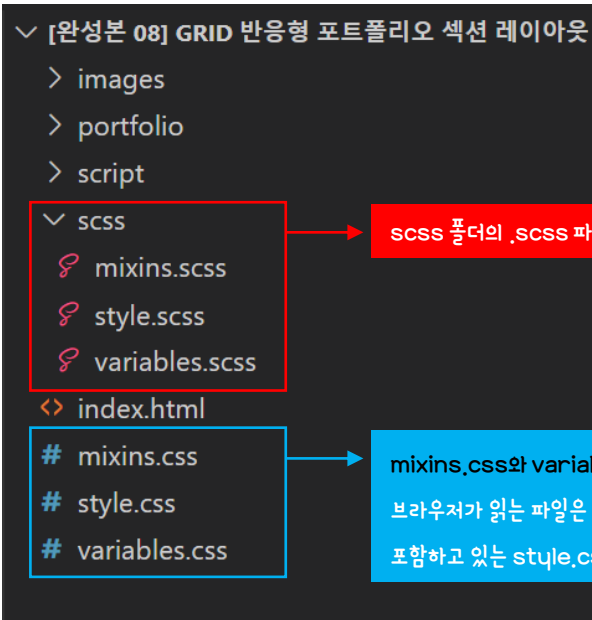 [완성본 08] GRID 반응형 포트폴리오 섹션 레이아웃
images
portfolio
script
scss
scss 폴더의 .scss
mixins.scss
style.scss
variables.scss
index.html
mixins.css
mixins.css와
style.css
브라우저가 읽는 파일은
variables.css
포함하고 있는